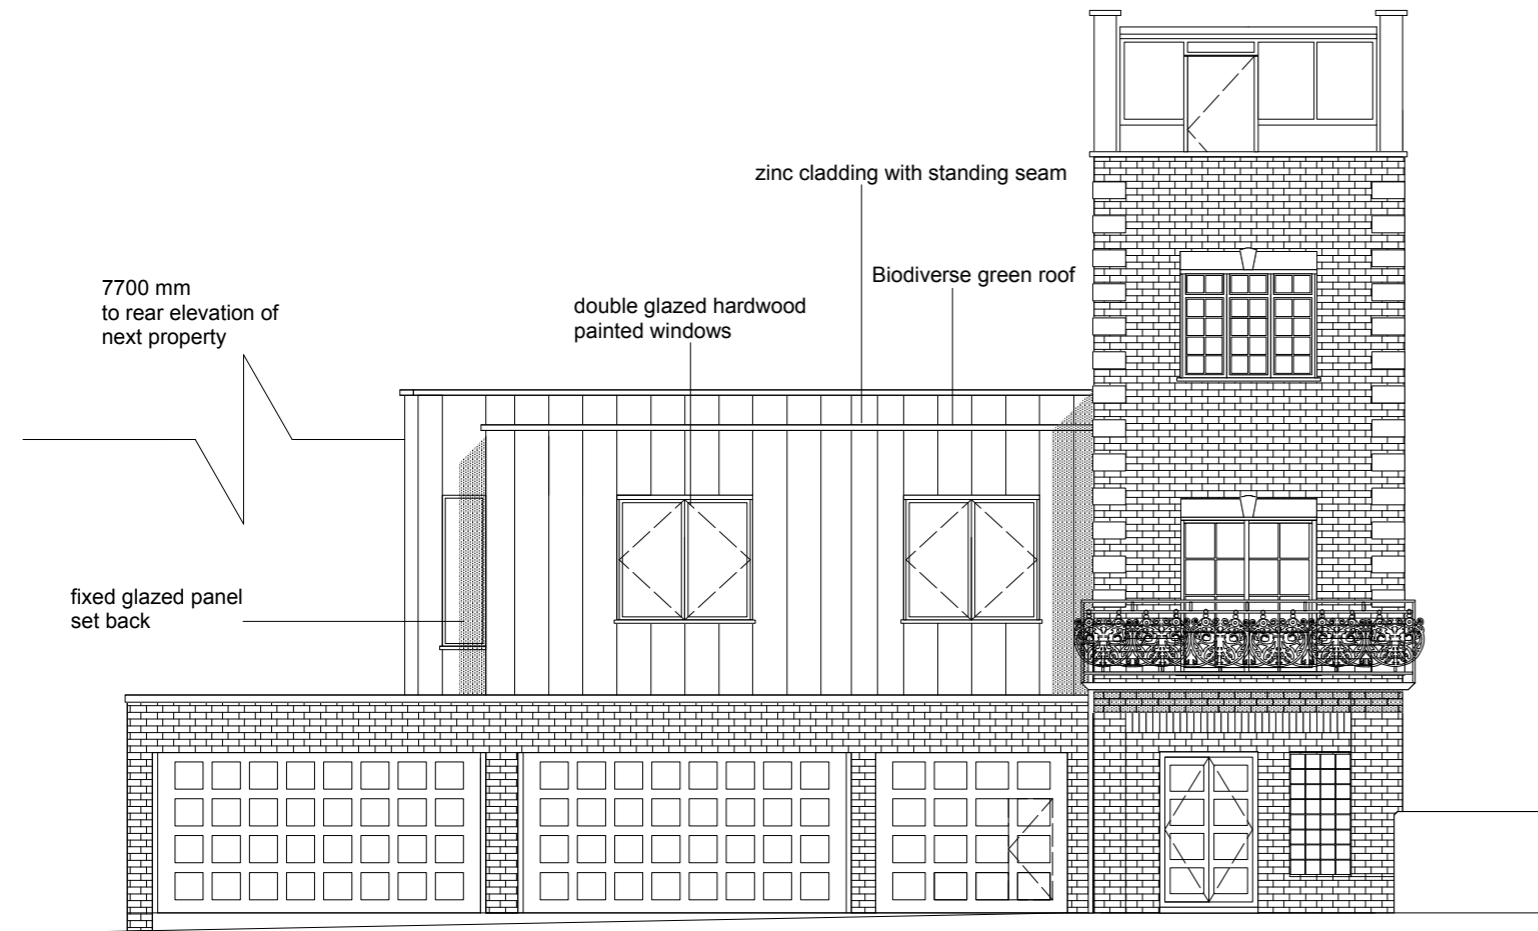 zinc cladding with standing seam
Biodiverse green roof
7700 mm
to rear elevation of
next property
double glazed hardwood
painted windows
fixed glazed panel
set back